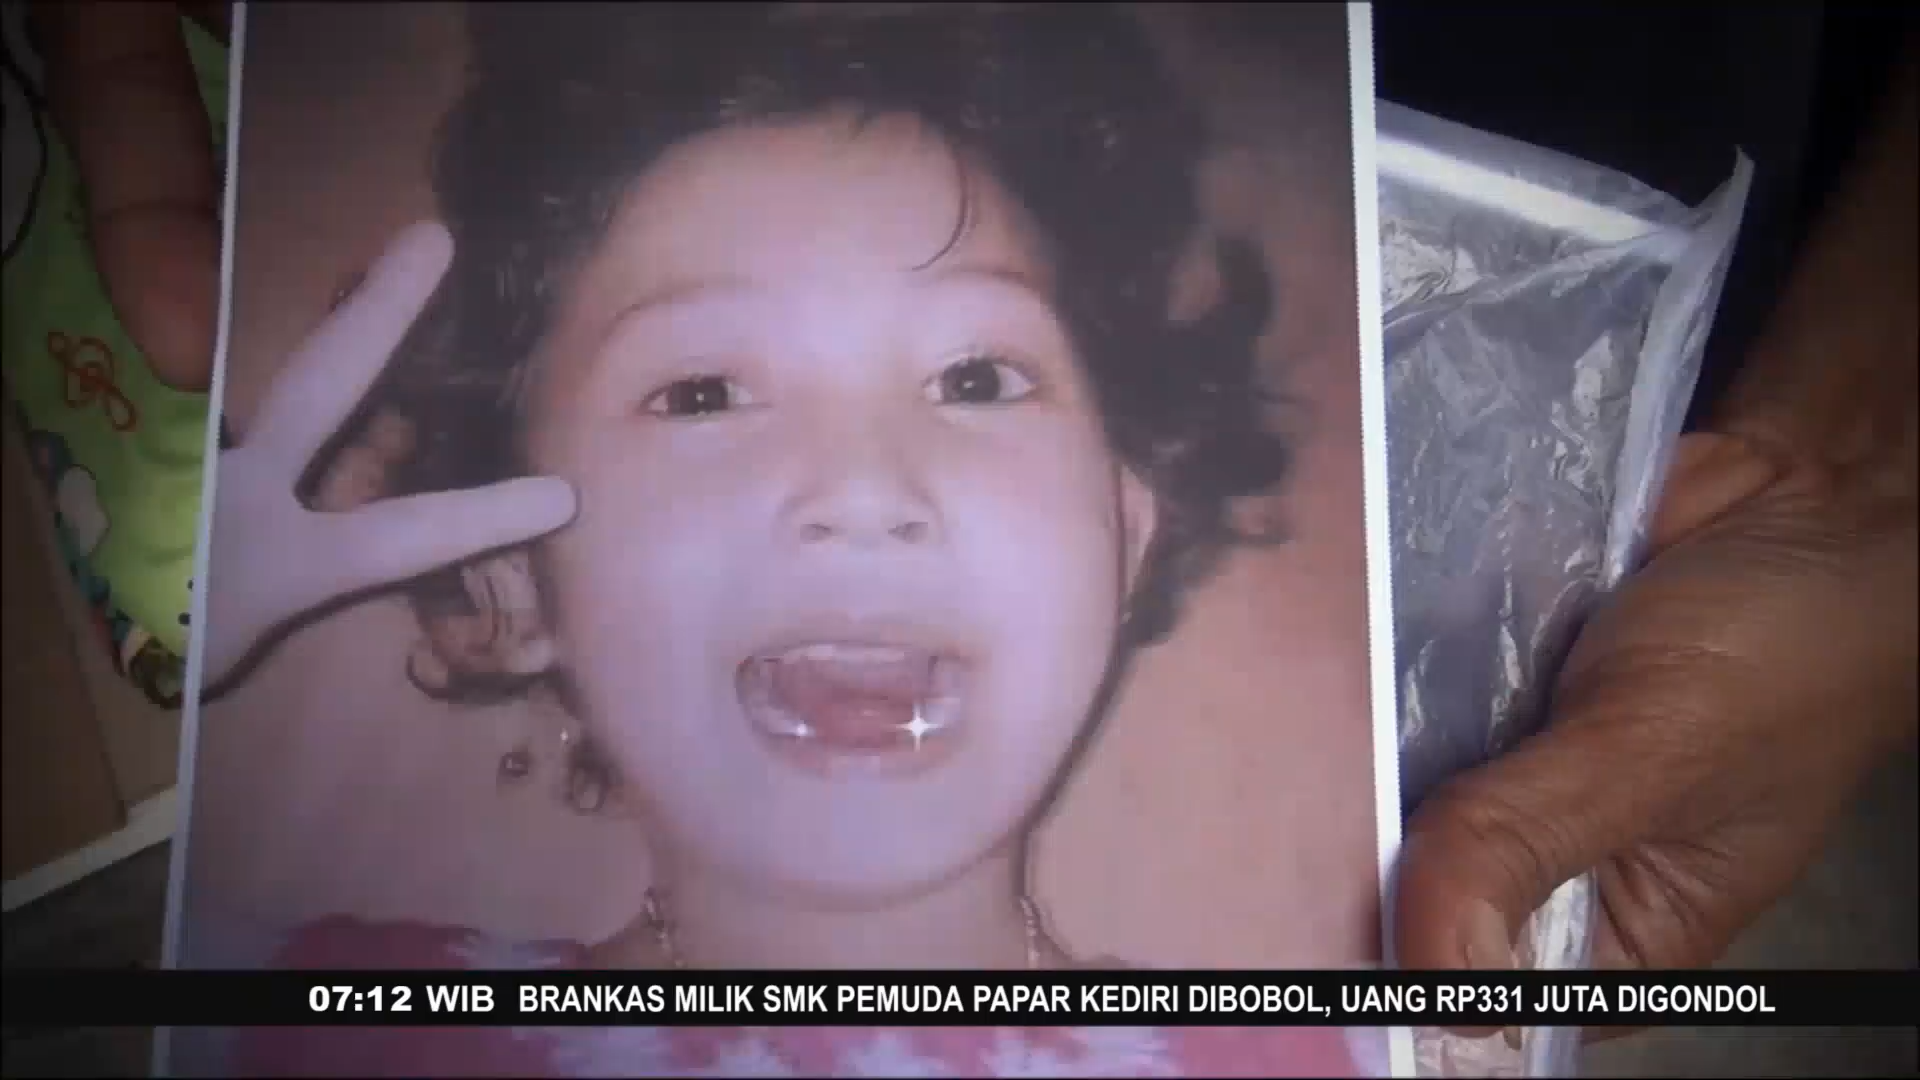 07:12 WIB BRANKAS MILIK SMK PEMUDA PAPAR KEDIRI DIBOBOL, UANG RP331 JUTA DIGONDOL